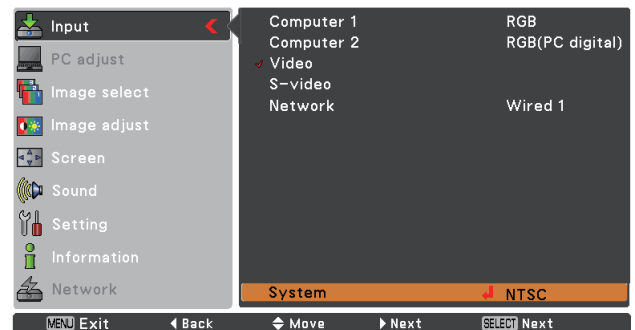 Input
PC adjust
Image select
Image adjust
Screen
Sound
Setting
Information
Network
Computer 1 RGB
Computer 2 RGB(PC digital)
Video
S-video
Network Wired 1
System NTSC
MENU Exit Back Move Next SELECT Next